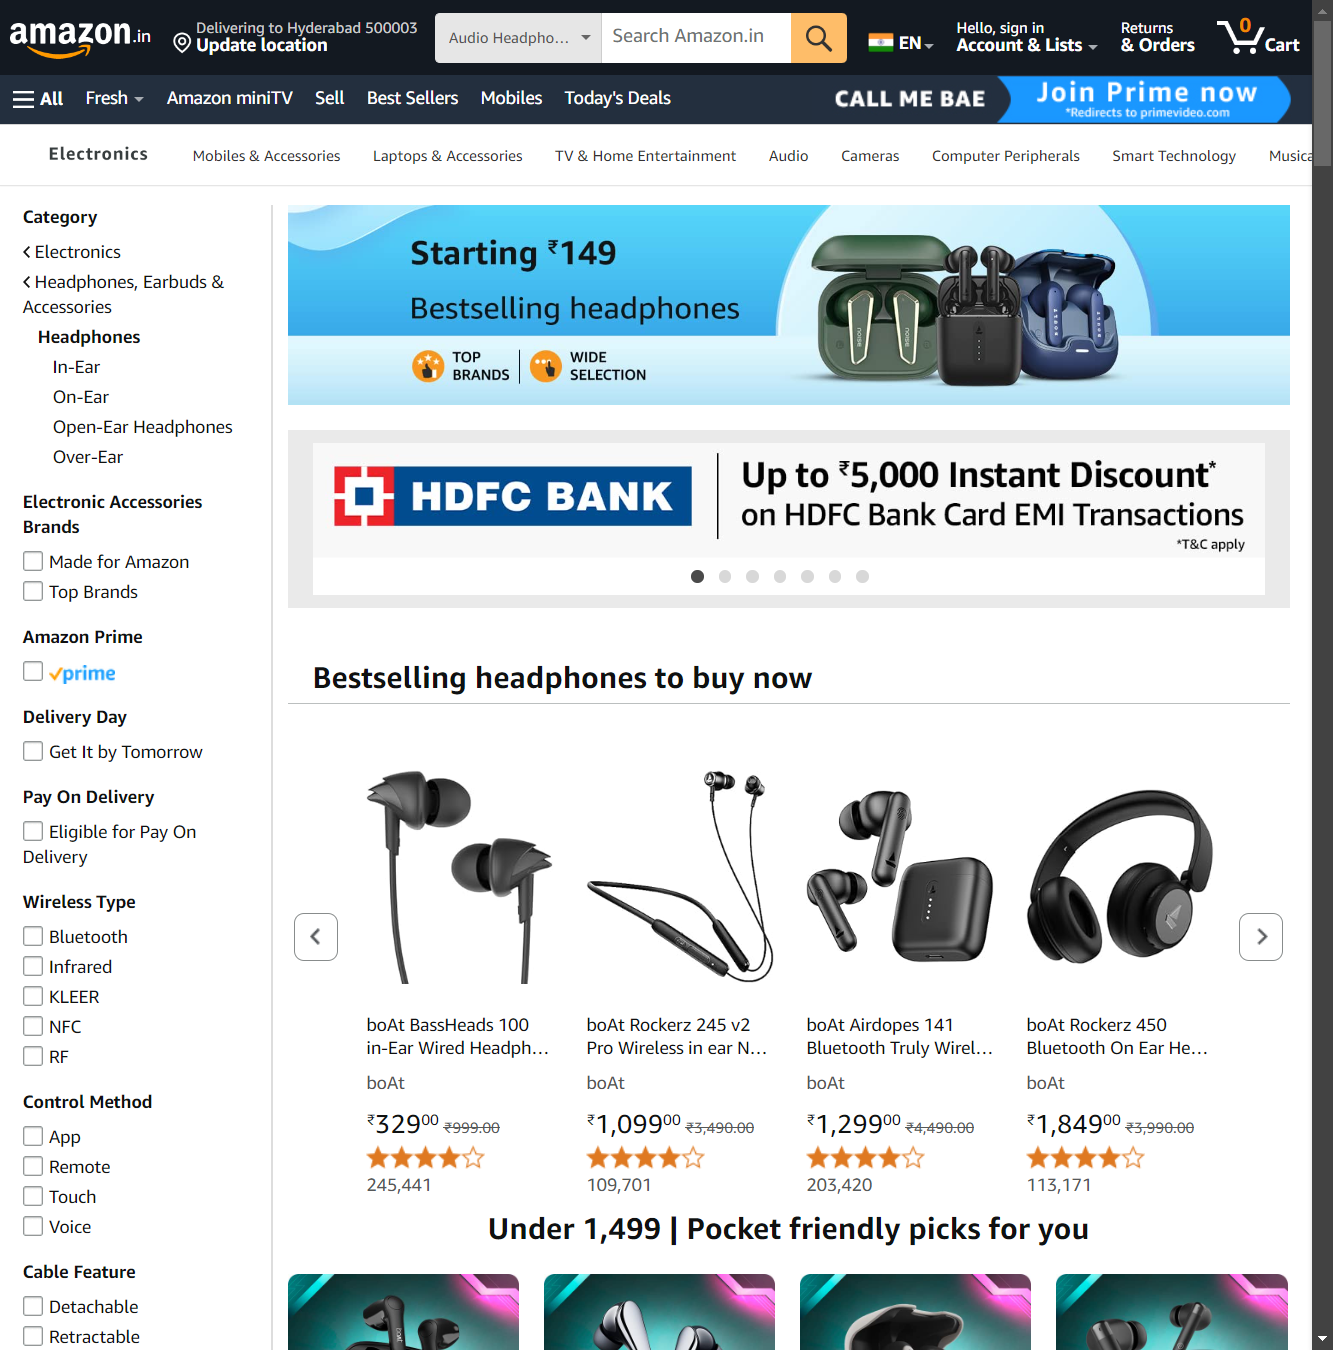 amazon.in
Delivering to Hyderabad 500003
Update location
Audio Headpho...
Search Amazon.in
EN
Hello, sign in
Account & Lists
Returns
& Orders
0
Cart
All
Fresh
Amazon miniTV
Sell
Best Sellers
Mobiles
Today's Deals
CALL ME BAE
Join Prime now
*Redirects to primevideo.com
Electronics
Mobiles & Accessories
Laptops & Accessories
TV & Home Entertainment
Audio
Cameras
Computer Peripherals
Smart Technology
Musica
Category
Electronics
Headphones, Earbuds &
Accessories
Headphones
In-Ear
On-Ear
Open-Ear Headphones
Over-Ear
Electronic Accessories
Brands
Made for Amazon
Top Brands
Amazon Prime
prime
Delivery Day
Get It by Tomorrow
Pay On Delivery
Eligible for Pay On
Delivery
Wireless Type
Bluetooth
Infrared
KLEER
NFC
RF
Control Method
App
Remote
Touch
Voice
Cable Feature
Detachable
Retractable
Starting ₹149
Bestselling headphones
TOP
BRANDS
WIDE
SELECTION
noise
noise
BOULT
BOULT
HDFC BANK
Up to ₹5,000 Instant Discount*
on HDFC Bank Card EMI Transactions
*T&C apply
Bestselling headphones to buy now
boAt BassHeads 100
in-Ear Wired Headph...
boAt
₹32900 ₹999.00
245,441
boAt Rockerz 245 v2
Pro Wireless in ear N...
boAt
₹1,09900 ₹3,490.00
109,701
boAt Airdopes 141
Bluetooth Truly Wirel...
boAt
₹1,29900 ₹4,490.00
203,420
boAt Rockerz 450
Bluetooth On Ear He...
boAt
₹1,84900 ₹3,990.00
113,171
Under 1,499 | Pocket friendly picks for you
boAt